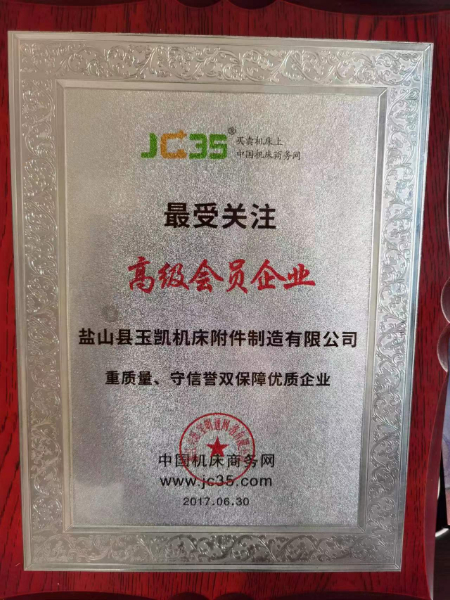 JC35®
买卖机床上
中国机床商务网
最受关注
高级会员企业
盐山县玉凯机床附件制造有限公司
重质量、守信誉双保障优质企业
中国机床商务网
www.jc35.com
2017.06.30